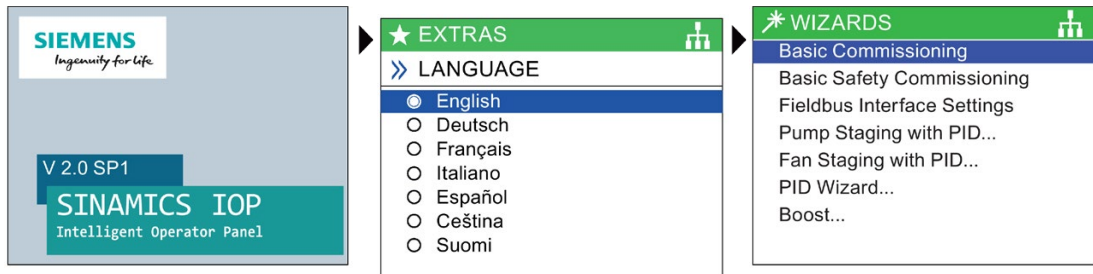 SIEMENS
Ingenuity for life
V 2.0 SP1
SINAMICS IOP
Intelligent Operator Panel
EXTRAS
LANGUAGE
English
Deutsch
Français
Italiano
Español
Ceština
Suomi
WIZARDS
Basic Commissioning
Basic Safety Commissioning
Fieldbus Interface Settings
Pump Staging with PID...
Fan Staging with PID...
PID Wizard...
Boost...